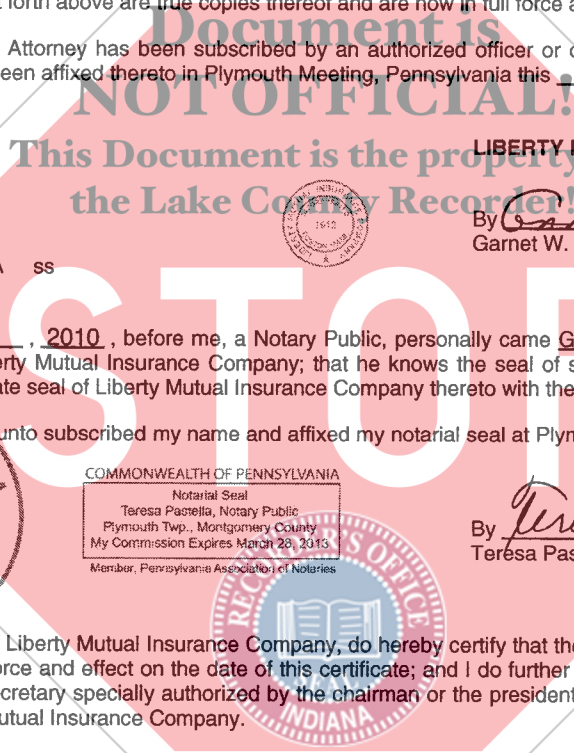 forth above are true copies thereof and are now in full force
Document is
Attorney has been subscribed by an authorized officer or
een affixed thereto in Plymouth Meeting, Pennsylvania this
NOT OFFICIAL!
This Document is the property
LIBERTY
the Lake County Recorder!
1912
By
Garnet W.
SS
STOP
, 2010 , before me, a Notary Public, personally came G
erty Mutual Insurance Company; that he knows the seal of s
ate seal of Liberty Mutual Insurance Company thereto with the
unto subscribed my name and affixed my notarial seal at Plym
COMMONWEALTH OF PENNSYLVANIA
Notarial Seal
Teresa Pastella, Notary Public
Plymouth Twp., Montgomery County
My Commission Expires March 28, 2013
Member, Pennsylvania Association of Notaries
By
Teresa Pas
RECORDER'S OFFICE
SEAL
INDIANA
Liberty Mutual Insurance Company, do hereby certify that the
orce and effect on the date of this certificate; and I do further
cretary specially authorized by the chairman or the president
utual Insurance Company.